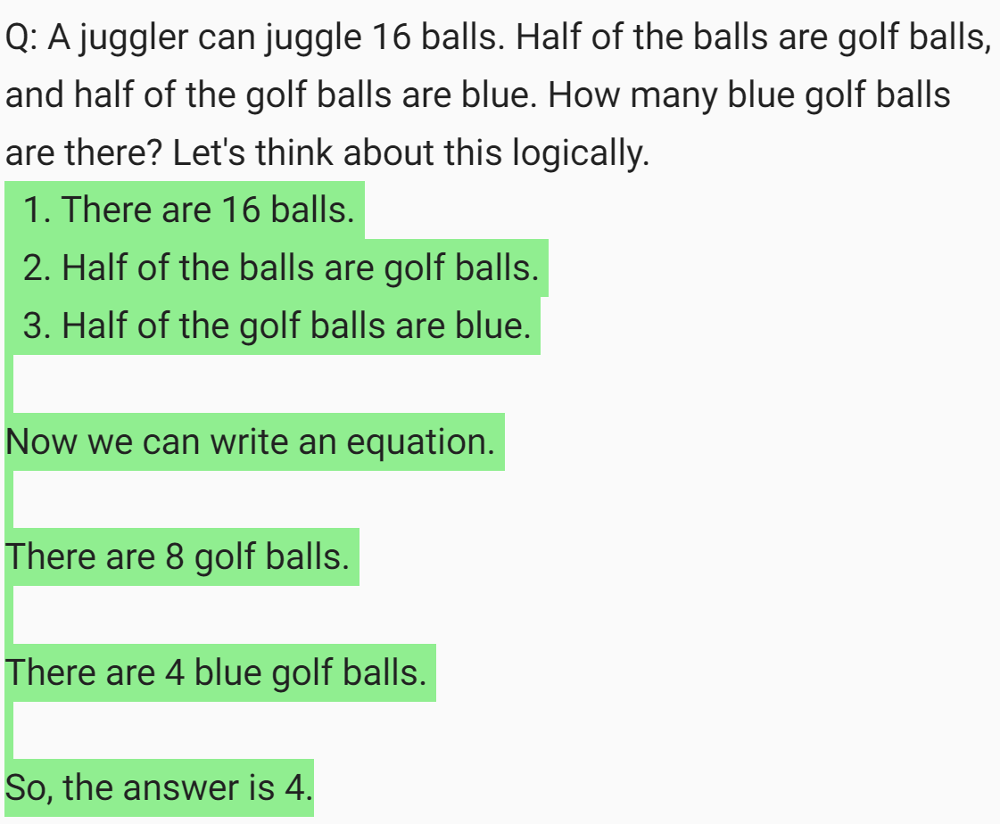 Q: A juggler can juggle 16 balls. Half of the balls are golf balls,
and half of the golf balls are blue. How many blue golf balls
are there? Let's think about this logically.
1. There are 16 balls.
2. Half of the balls are golf balls.
3. Half of the golf balls are blue.
Now we can write an equation.
There are 8 golf balls.
There are 4 blue golf balls.
So, the answer is 4.